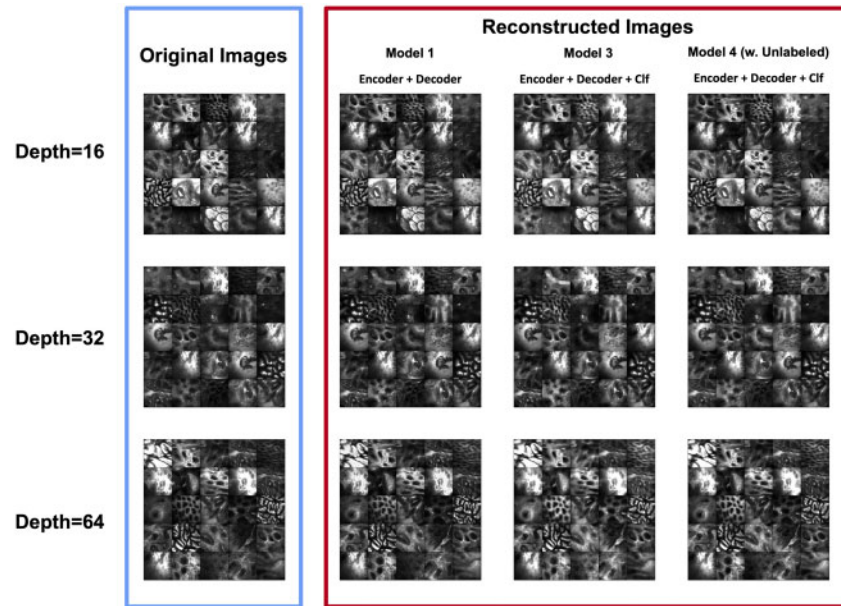 Original Images
Reconstructed Images
Model 1
Model 3
Model 4 (w. Unlabeled)
Encoder + Decoder
Encoder + Decoder + Clf
Encoder + Decoder + Clf
Depth=16
Depth=32
Depth=64